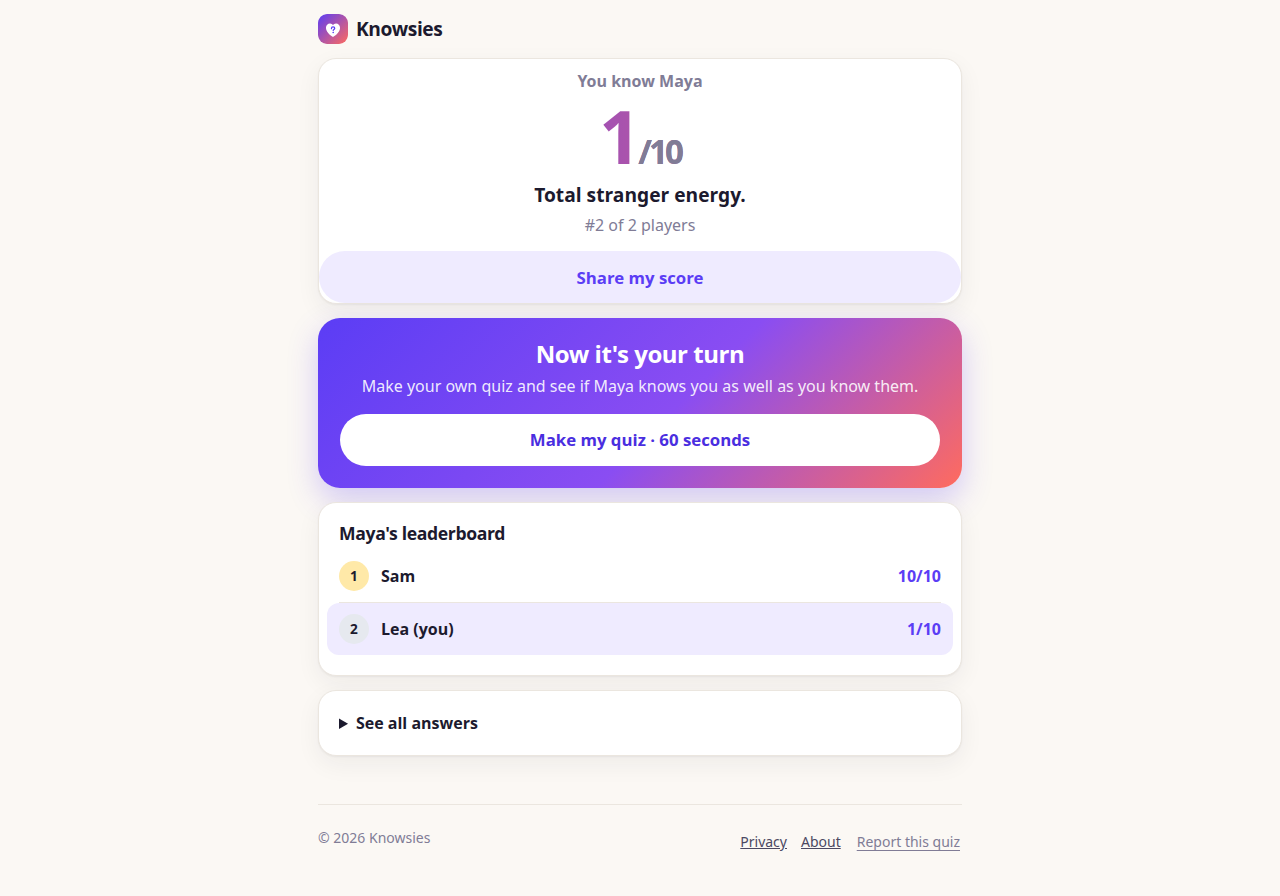 Knowsies
You know Maya
1/10
Total stranger energy.
#2 of 2 players
Share my score
Now it's your turn
Make your own quiz and see if Maya knows you as well as you know them.
Make my quiz · 60 seconds
Maya's leaderboard
1 Sam 10/10
2 Lea (you) 1/10
See all answers
© 2026 Knowsies
Privacy About Report this quiz